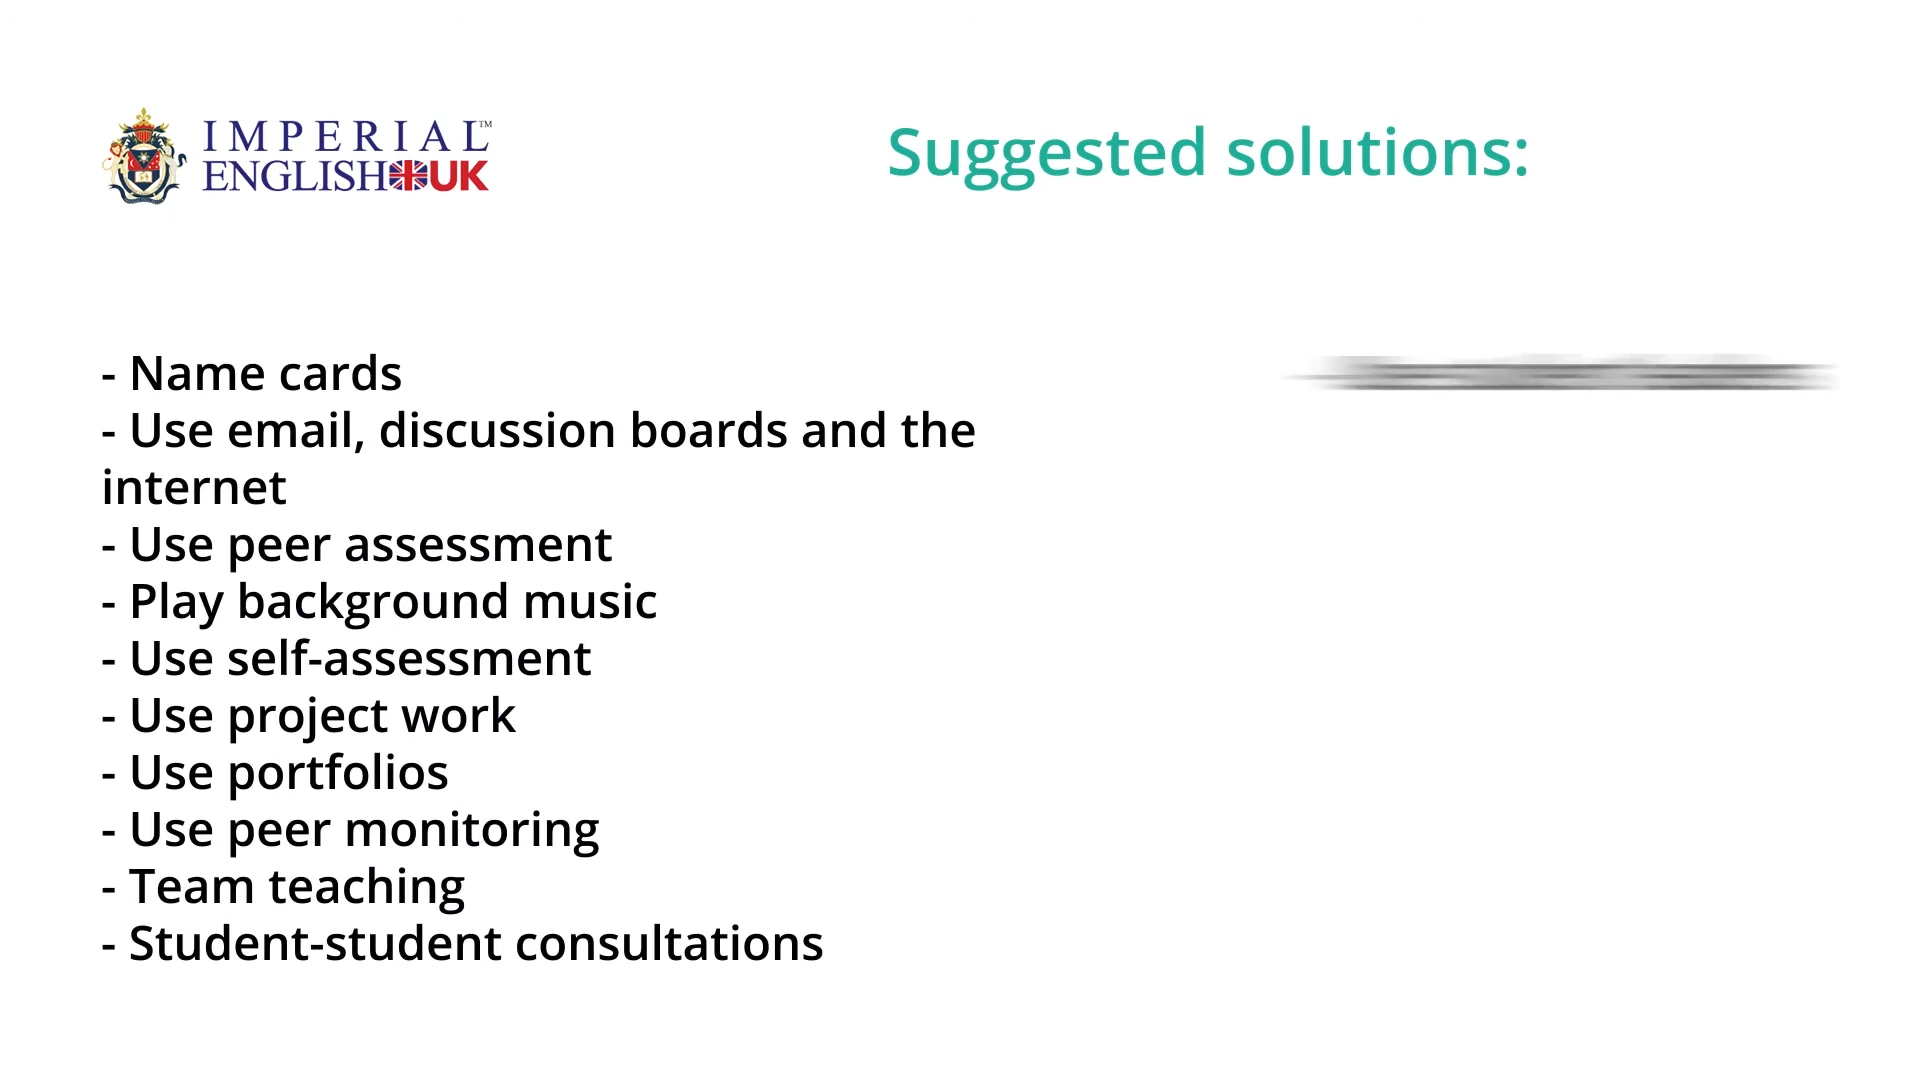 IMPERIAL™
ENGLISH UK
Suggested solutions:
- Name cards
- Use email, discussion boards and the
internet
- Use peer assessment
- Play background music
- Use self-assessment
- Use project work
- Use portfolios
- Use peer monitoring
- Team teaching
- Student-student consultations